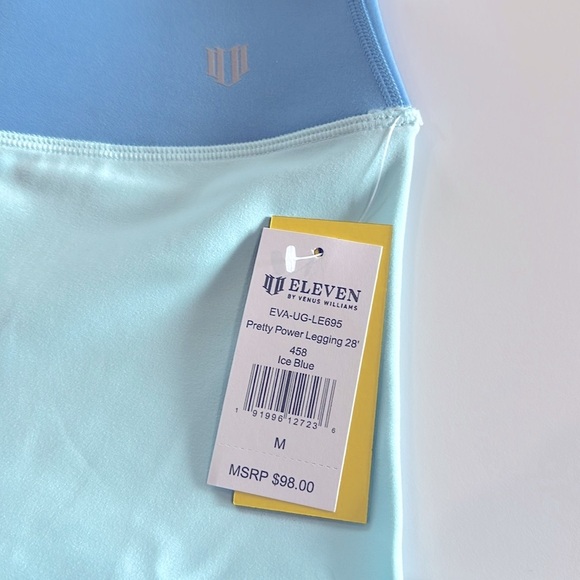 ELEVEN
BY VENUS WILLIAMS
EVA-UG-LE695
Pretty Power Legging 28'
458
Ice Blue
1 91996 12723 6
M
MSRP $98.00